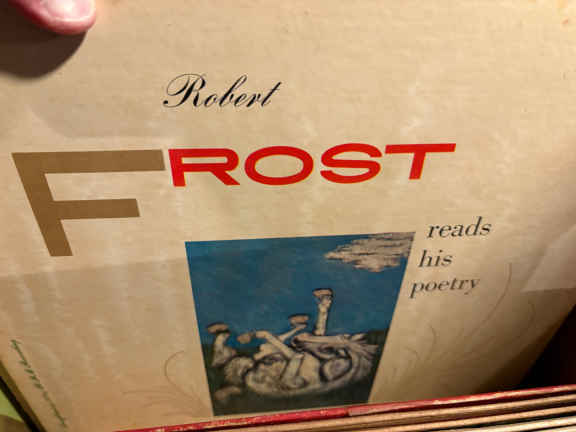 Robert
FROST
reads
his
poetry